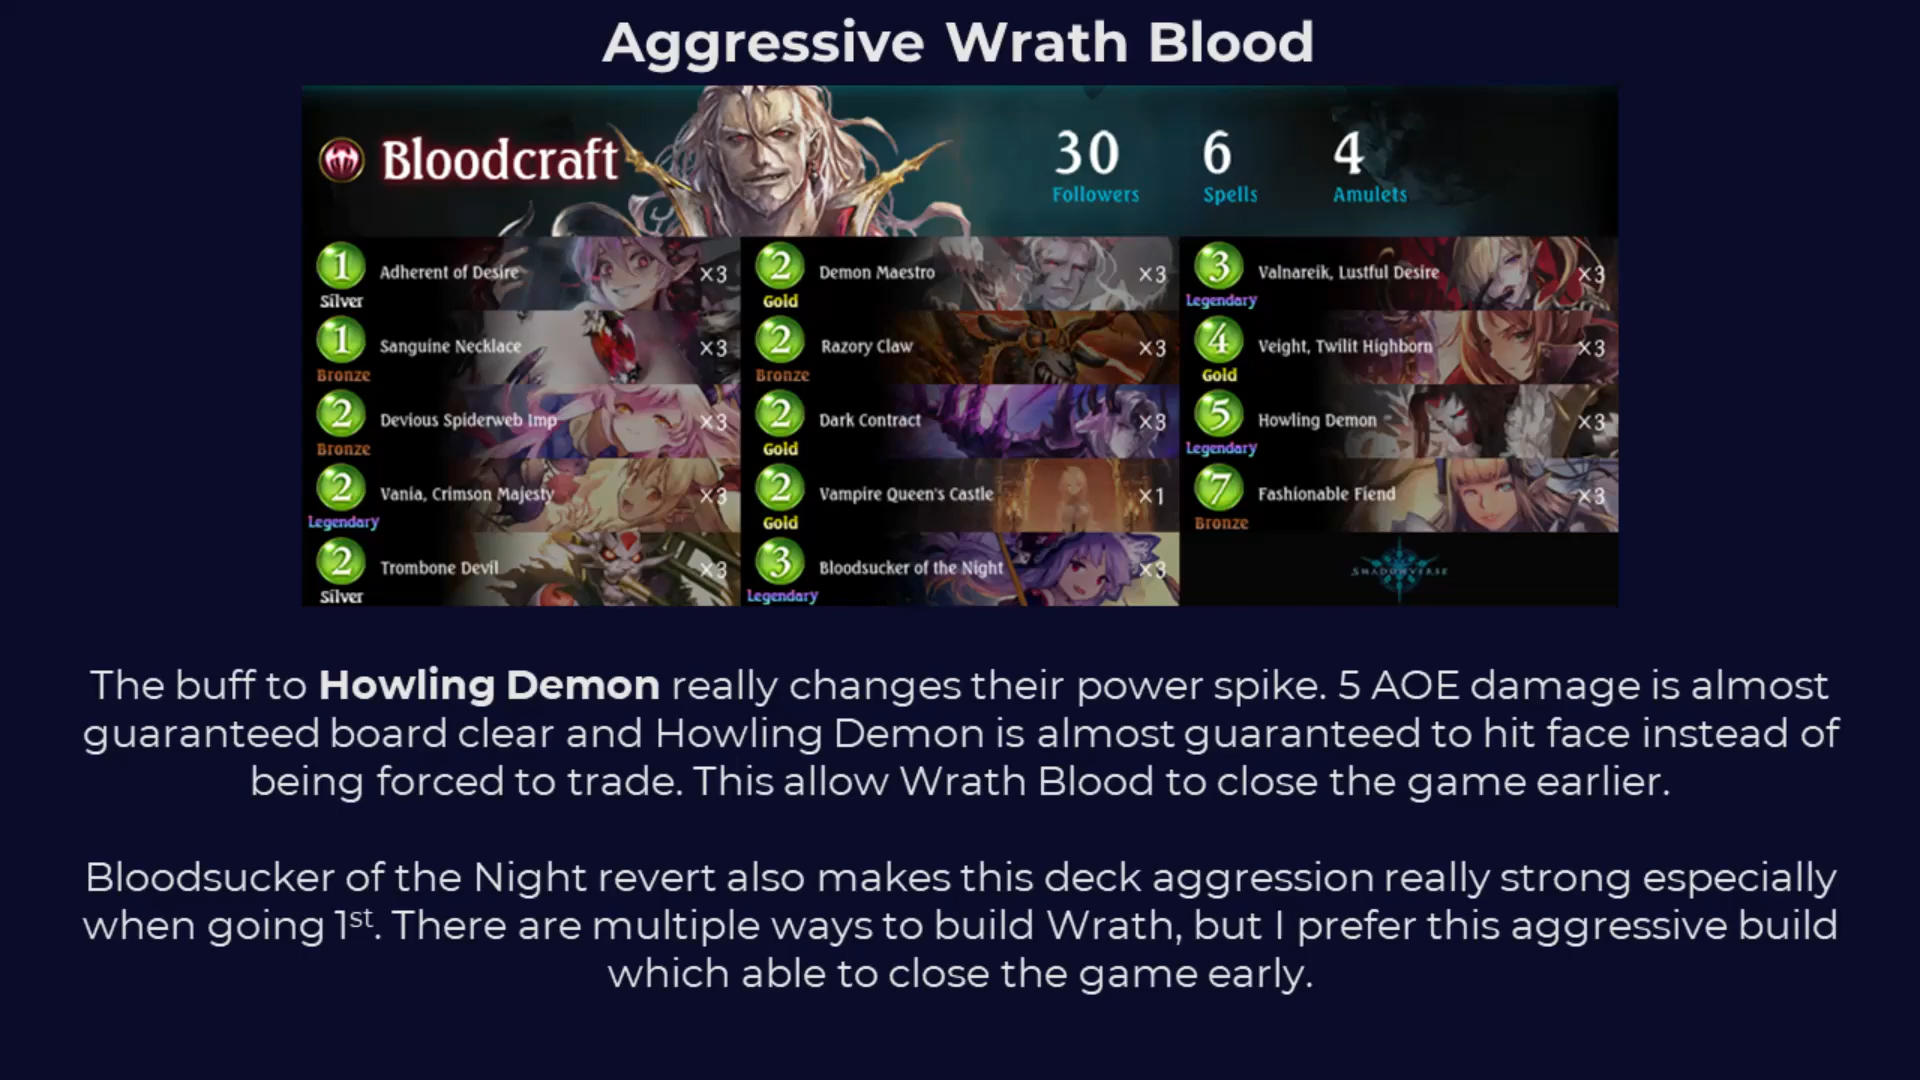 Aggressive Wrath Blood
Bloodcraft
30
Followers
6
Spells
4
Amulets
1
Silver
Adherent of Desire
×3
1
Bronze
Sanguine Necklace
×3
2
Bronze
Devious Spiderweb Imp
×3
2
Legendary
Vania, Crimson Majesty
×3
2
Silver
Trombone Devil
×3
2
Gold
Demon Maestro
×3
2
Bronze
Razory Claw
×3
2
Gold
Dark Contract
×3
2
Gold
Vampire Queen's Castle
×1
3
Legendary
Bloodsucker of the Night
×3
3
Legendary
Valnareik, Lustful Desire
×3
4
Gold
Veight, Twilit Highborn
×3
5
Legendary
Howling Demon
×3
7
Bronze
Fashionable Fiend
×3
SHADOWVERSE
The buff to Howling Demon really changes their power spike. 5 AOE damage is almost
guaranteed board clear and Howling Demon is almost guaranteed to hit face instead of
being forced to trade. This allow Wrath Blood to close the game earlier.
Bloodsucker of the Night revert also makes this deck aggression really strong especially
when going 1st. There are multiple ways to build Wrath, but I prefer this aggressive build
which able to close the game early.